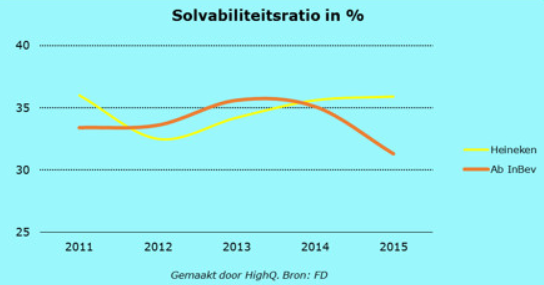 Solvabiliteitsratio in %
40
35
30
25
2011 2012 2013 2014 2015
Heineken
Ab InBev
Gemaakt door HighQ. Bron: FD